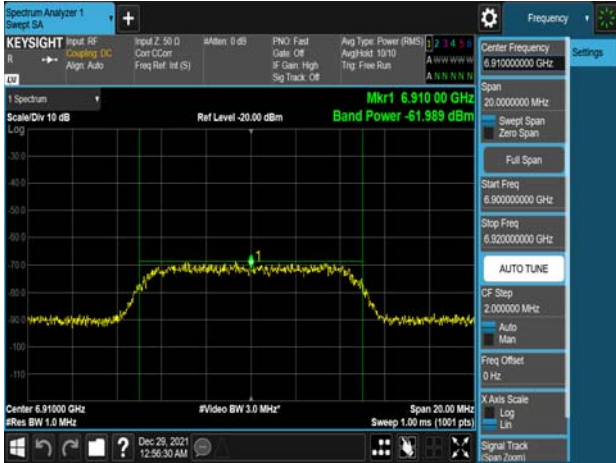 Spectrum Analyzer 1
Swept SA
+
Frequency
KEYSIGHT
R
Input: RF
Coupling: DC
Align: Auto
Input Z: 50 Ω
Corr CCorr
Freq Ref: Int (S)
#Atten: 0 dB
PNO: Fast
Gate: Off
IF Gain: High
Sig Track: Off
Avg Type: Power (RMS)
Avg|Hold: 10/10
Trig: Free Run
1 2 3 4 5 6
A W W W W W
A N N N N N
LXI
1 Spectrum
Scale/Div 10 dB
Ref Level -20.00 dBm
Mkr1 6.910 00 GHz
Band Power -61.989 dBm
Log
-30.0
-40.0
-50.0
-60.0
-70.0
-80.0
-90.0
-100
-110
1
Center 6.91000 GHz
#Video BW 3.0 MHz*
Span 20.00 MHz
#Res BW 1.0 MHz
Sweep 1.00 ms (1001 pts)
?
Dec 29, 2021
12:56:30 AM
Center Frequency
6.910000000 GHz
Settings
Span
20.0000000 MHz
Swept Span
Zero Span
Full Span
Start Freq
6.900000000 GHz
Stop Freq
6.920000000 GHz
AUTO TUNE
CF Step
2.000000 MHz
Auto
Man
Freq Offset
0 Hz
X Axis Scale
Log
Lin
Signal Track
(Span Zoom)